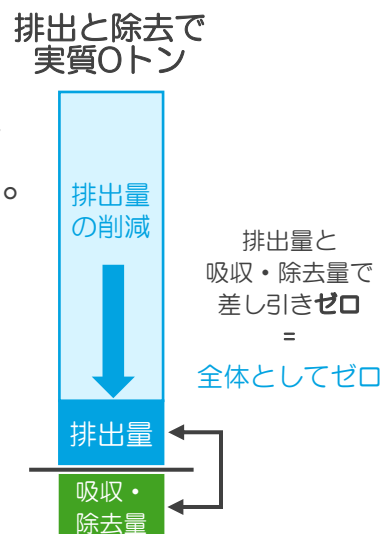 排出と除去で
実質0トン
。
排出量
の削減
排出量と
吸収・除去量で
差し引きゼロ
=
全体としてゼロ
排出量
吸収・
除去量